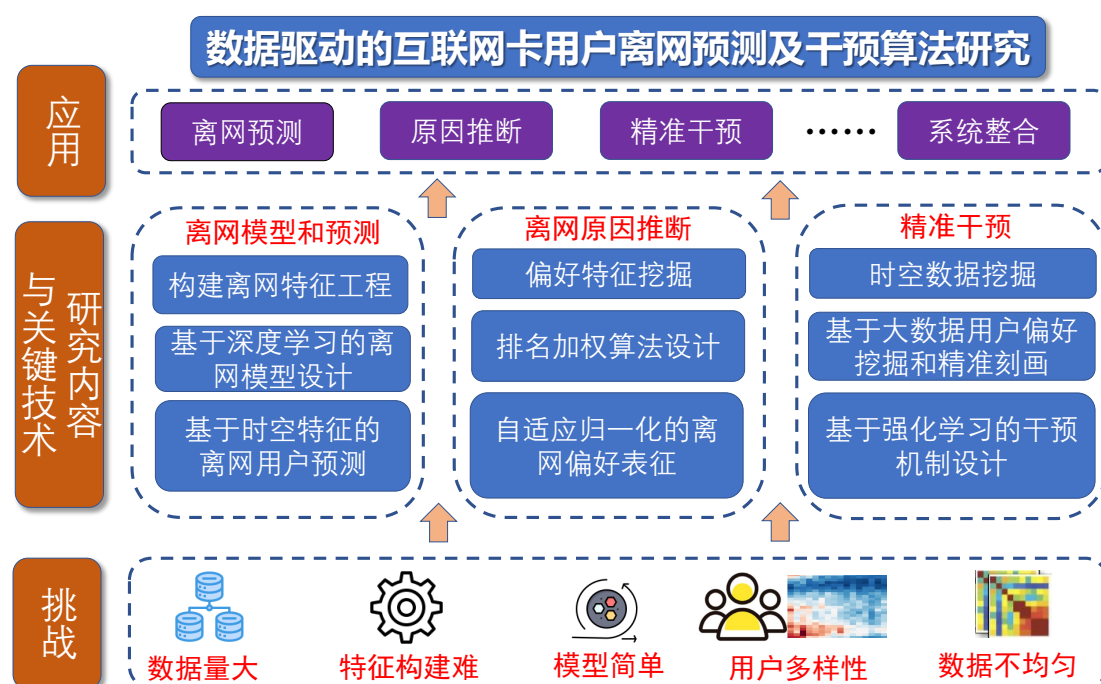 数据驱动的互联网卡用户离网预测及干预算法研究
应用
离网预测
原因推断
精准干预
······
系统整合
研究内容
与关键技术
离网模型和预测
构建离网特征工程
基于深度学习的离
网模型设计
基于时空特征的
离网用户预测
离网原因推断
偏好特征挖掘
排名加权算法设计
自适应归一化的离
网偏好表征
精准干预
时空数据挖掘
基于大数据用户偏好
挖掘和精准刻画
基于强化学习的干预
机制设计
挑战
数据量大
特征构建难
模型简单
用户多样性
数据不均匀